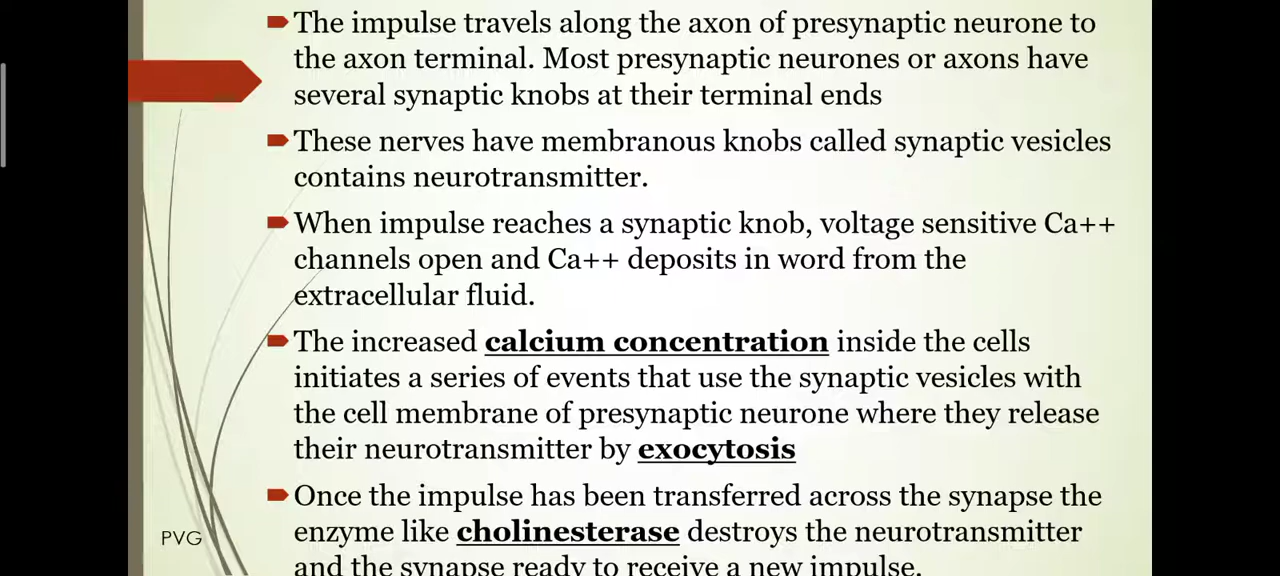 The impulse travels along the axon of presynaptic neurone to
the axon terminal. Most presynaptic neurones or axons have
several synaptic knobs at their terminal ends
These nerves have membranous knobs called synaptic vesicles
contains neurotransmitter.
When impulse reaches a synaptic knob, voltage sensitive Ca++
channels open and Ca++ deposits in word from the
extracellular fluid.
The increased calcium concentration inside the cells
initiates a series of events that use the synaptic vesicles with
the cell membrane of presynaptic neurone where they release
their neurotransmitter by exocytosis
Once the impulse has been transferred across the synapse the
enzyme like cholinesterase destroys the neurotransmitter
and the synapse ready to receive a new impulse.
PVG